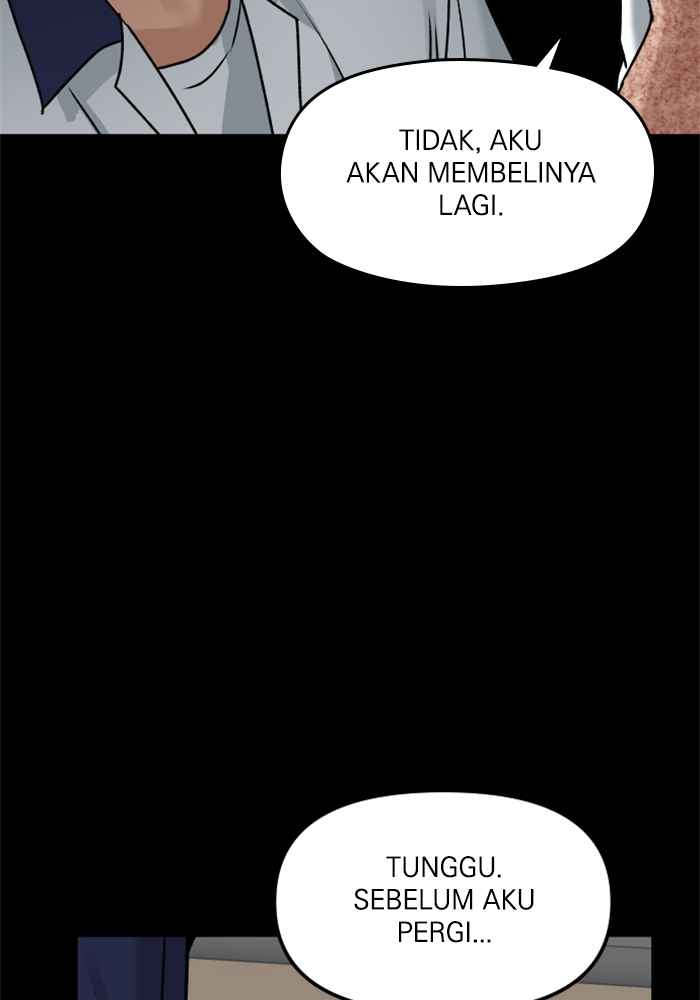 TIDAK, AKU
AKAN MEMBELINYA
LAGI.
TUNGGU.
SEBELUM AKU
PERGI...